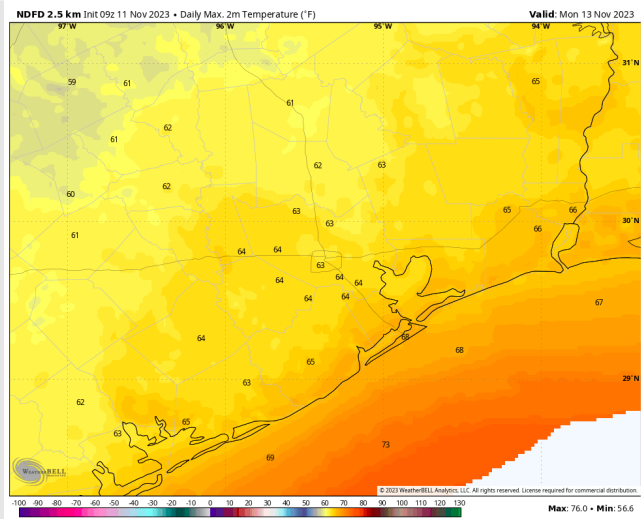 NDFD 2.5 km Init 09z 11 Nov 2023 • Daily Max. 2m Temperature (°F) Valid: Mon 13 Nov 2023
97°W 96°W 95°W 94°W
31°N
59 61 65
61
62
61
62 63
62
60
63 65 66
30°N
63 66
61
64 64
63
64 64 64
64 64
67
64
68
68
65
29°N
63
62
65
63
73
69
WEATHERBELL
© 2023 WeatherBELL Analytics, LLC. All rights reserved. License required for commercial distribution.
-100 -90 -80 -70 -60 -50 -40 -30 -20 -10 0 10 20 30 40 50 60 70 80 90 100 110 120 130
Max: 76.0 • Min: 56.6